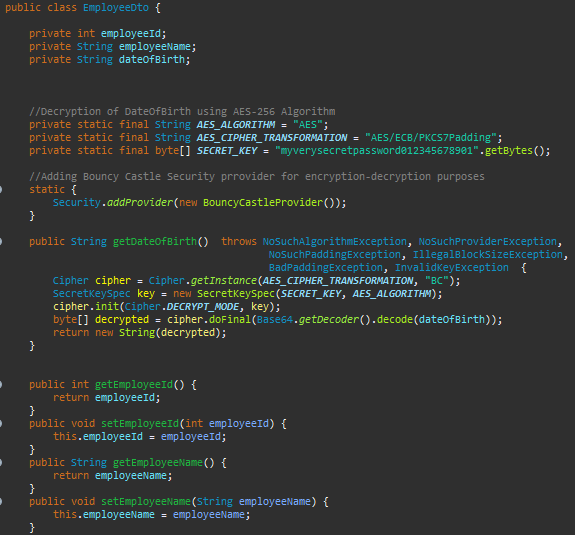 public class EmployeeDto {
private int employeeId;
private String employeeName;
private String dateOfBirth;
//Decryption of DateOfBirth using AES-256 Algorithm
private static final String AES_ALGORITHM = "AES";
private static final String AES_CIPHER_TRANSFORMATION = "AES/ECB/PKCS7Padding";
private static final byte[] SECRET_KEY = "myverysecretpassword012345678901".getBytes();
//Adding Bouncy Castle Security prrovider for encryption-decryption purposes
static {
Security.addProvider(new BouncyCastleProvider());
}
public String getDateOfBirth()  throws NoSuchAlgorithmException, NoSuchProviderException,
NoSuchPaddingException, IllegalBlockSizeException,
BadPaddingException, InvalidKeyException  {
Cipher cipher = Cipher.getInstance(AES_CIPHER_TRANSFORMATION, "BC");
SecretKeySpec key = new SecretKeySpec(SECRET_KEY, AES_ALGORITHM);
cipher.init(Cipher.DECRYPT_MODE, key);
byte[] decrypted = cipher.doFinal(Base64.getDecoder().decode(dateOfBirth));
return new String(decrypted);
}
public int getEmployeeId() {
return employeeId;
}
public void setEmployeeId(int employeeId) {
this.employeeId = employeeId;
}
public String getEmployeeName() {
return employeeName;
}
public void setEmployeeName(String employeeName) {
this.employeeName = employeeName;
}